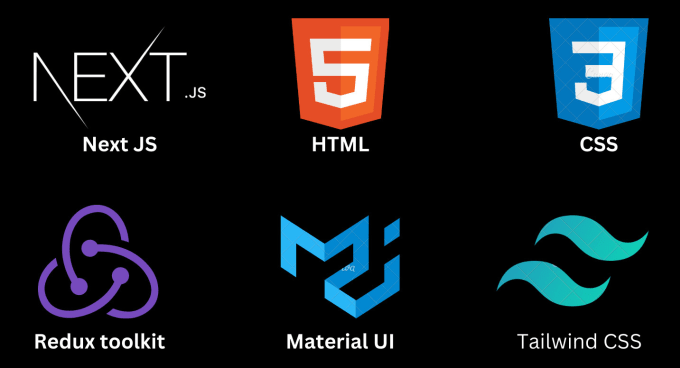 NEXT.JS
Next JS
5
HTML
3
CSS
Redux toolkit
Material UI
Tailwind CSS